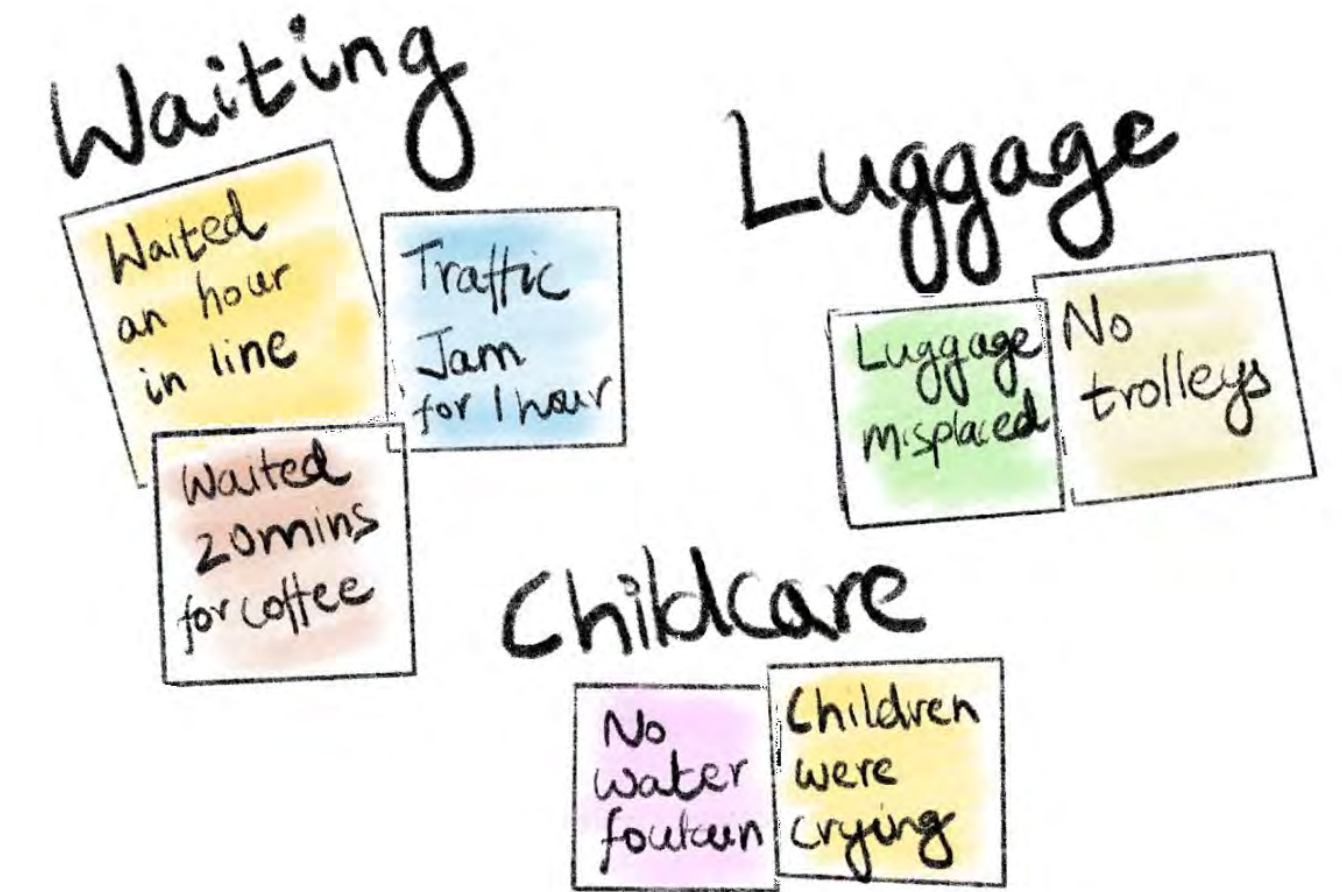 Waiting
Waited
an hour
in line
Traffic
Jam
for 1 hour
Waited
20mins
for coffee
Luggage
Luggage
misplaced
No
trolleys
Childcare
No
water
foutain
Children
were
crying